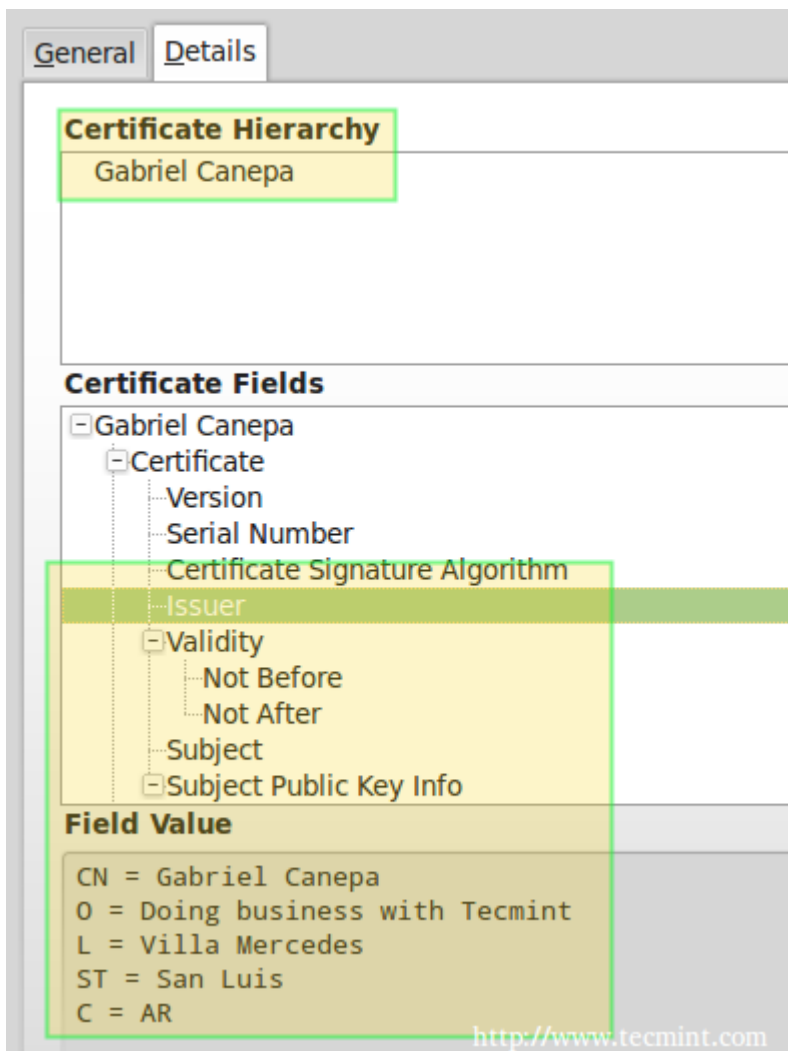 General Details
Certificate Hierarchy
Gabriel Canepa
Certificate Fields
Gabriel Canepa
Certificate
Version
Serial Number
Certificate Signature Algorithm
Issuer
Validity
Not Before
Not After
Subject
Subject Public Key Info
Field Value
CN = Gabriel Canepa
O = Doing business with Tecmint
L = Villa Mercedes
ST = San Luis
C = AR
http://www.tecmint.com